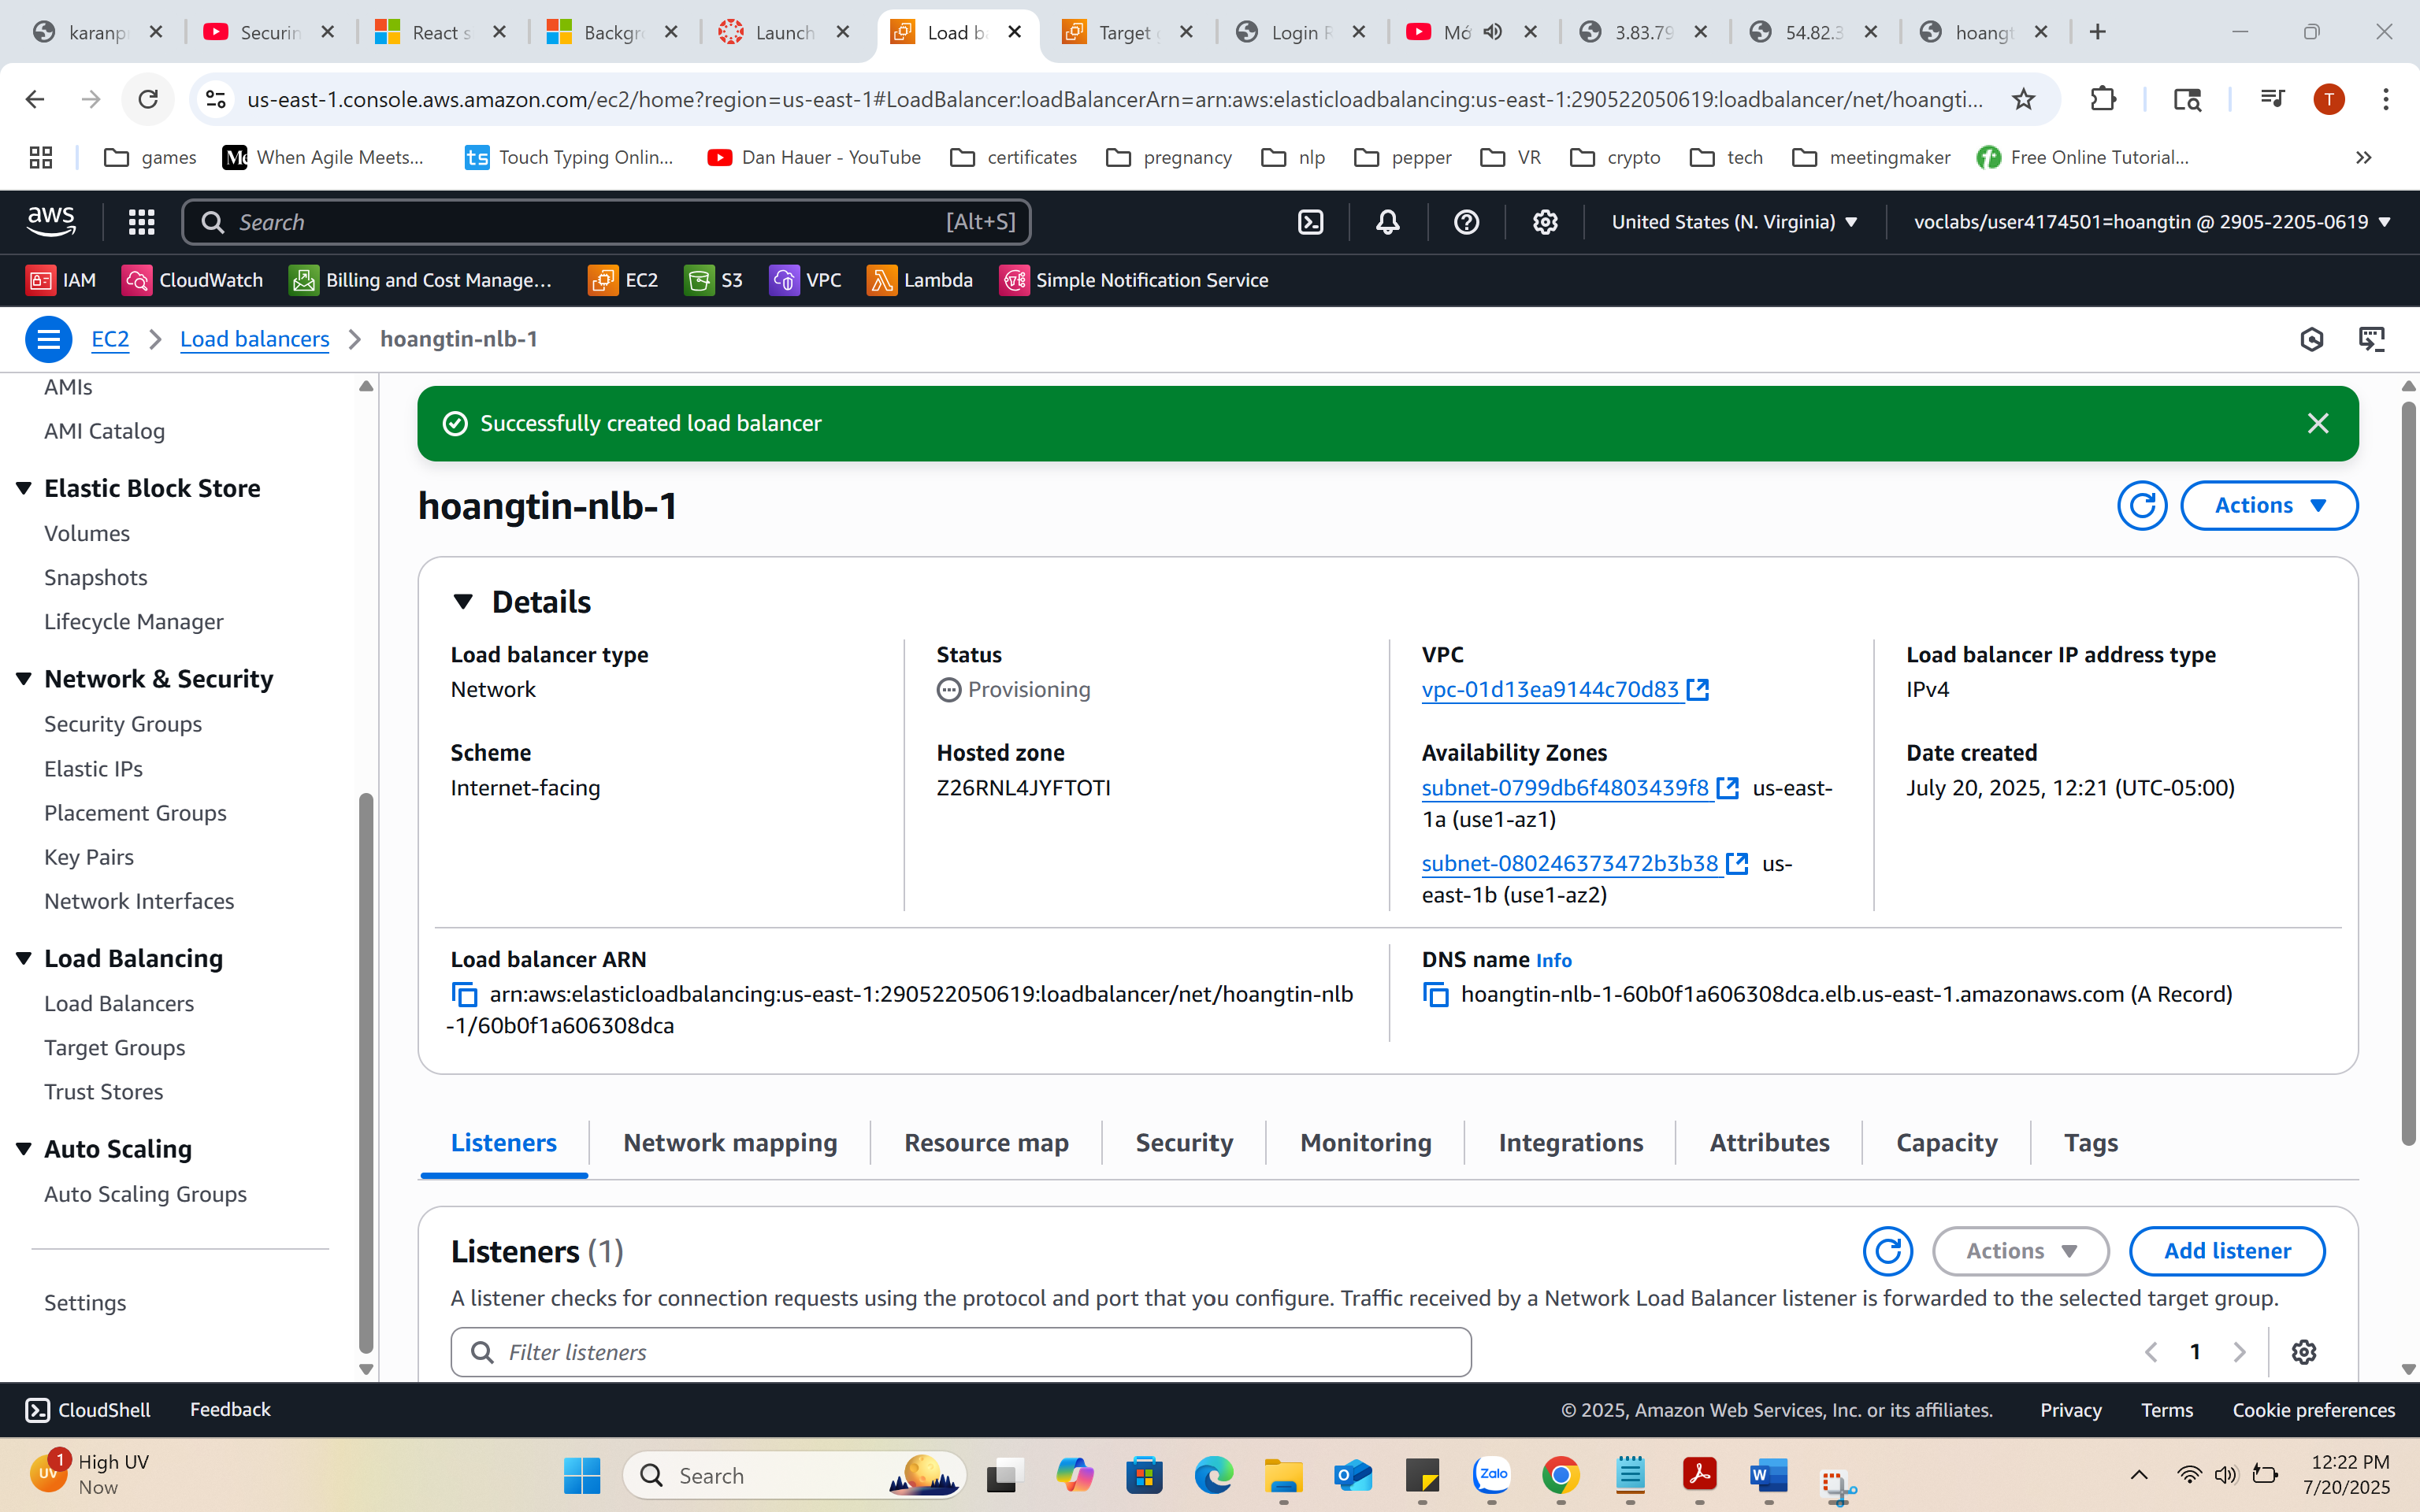 karanp
Securin
React s
Backgr
Launch
Load b
Target g
Login R
Mớ
3.83.79
54.82.3
hoangt
us-east-1.console.aws.amazon.com/ec2/home?region=us-east-1#LoadBalancer:loadBalancerArn=arn:aws:elasticloadbalancing:us-east-1:290522050619:loadbalancer/net/hoangti...
T
games
When Agile Meets...
Touch Typing Onlin...
Dan Hauer - YouTube
certificates
pregnancy
nlp
pepper
VR
crypto
tech
meetingmaker
Free Online Tutorial...
aws
Search
[Alt+S]
United States (N. Virginia)
voclabs/user4174501=hoangtin @ 2905-2205-0619
IAM
CloudWatch
Billing and Cost Manage...
EC2
S3
VPC
Lambda
Simple Notification Service
EC2
Load balancers
hoangtin-nlb-1
AMIs
AMI Catalog
Elastic Block Store
Volumes
Snapshots
Lifecycle Manager
Network & Security
Security Groups
Elastic IPs
Placement Groups
Key Pairs
Network Interfaces
Load Balancing
Load Balancers
Target Groups
Trust Stores
Auto Scaling
Auto Scaling Groups
Settings
Successfully created load balancer
hoangtin-nlb-1
Actions
Details
Load balancer type
Network
Status
Provisioning
VPC
vpc-01d13ea9144c70d83
Load balancer IP address type
IPv4
Scheme
Internet-facing
Hosted zone
Z26RNL4JYFTOTI
Availability Zones
subnet-0799db6f4803439f8 us-east-
1a (use1-az1)
subnet-080246373472b3b38 us-
east-1b (use1-az2)
Date created
July 20, 2025, 12:21 (UTC-05:00)
Load balancer ARN
arn:aws:elasticloadbalancing:us-east-1:290522050619:loadbalancer/net/hoangtin-nlb
-1/60b0f1a606308dca
DNS name Info
hoangtin-nlb-1-60b0f1a606308dca.elb.us-east-1.amazonaws.com (A Record)
Listeners
Network mapping
Resource map
Security
Monitoring
Integrations
Attributes
Capacity
Tags
Listeners (1)
Actions
Add listener
A listener checks for connection requests using the protocol and port that you configure. Traffic received by a Network Load Balancer listener is forwarded to the selected target group.
Filter listeners
1
CloudShell
Feedback
© 2025, Amazon Web Services, Inc. or its affiliates.
Privacy
Terms
Cookie preferences
UV
1
High UV
Now
Search
Zalo
12:22 PM
7/20/2025